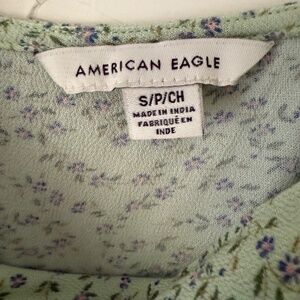 AMERICAN EAGLE
S/P/CH
MADE IN INDIA
FABRIQUÉ EN
INDE